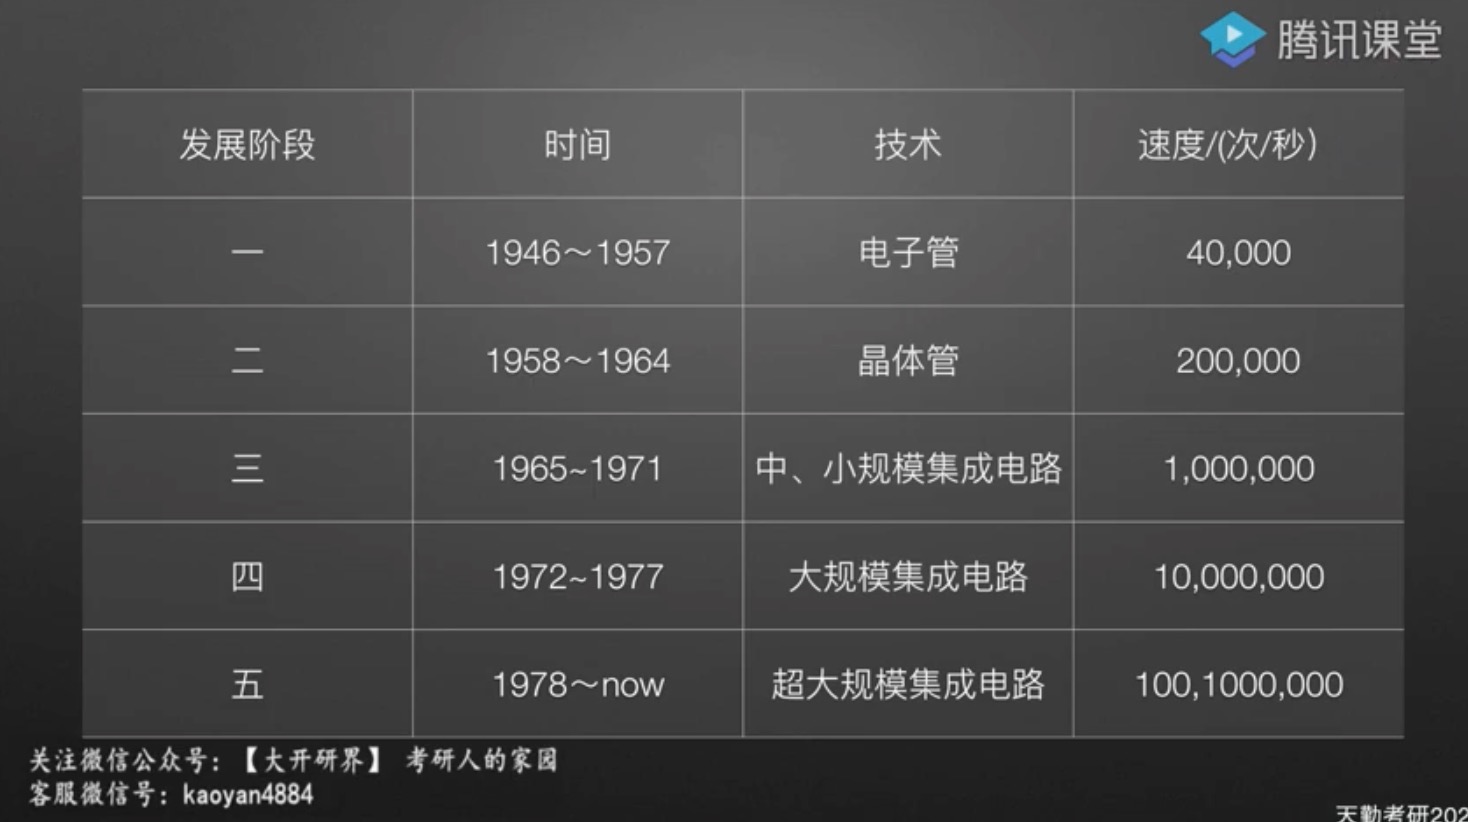 腾讯课堂
发展阶段 时间 技术 速度/(次/秒)
一 1946～1957 电子管 40,000
二 1958～1964 晶体管 200,000
三 1965~1971 中、小规模集成电路 1,000,000
四 1972~1977 大规模集成电路 10,000,000
五 1978～now 超大规模集成电路 100,1000,000
关注微信公众号：【大开研界】 考研人的家园
客服微信号：kaoyan4884
天勤考研202